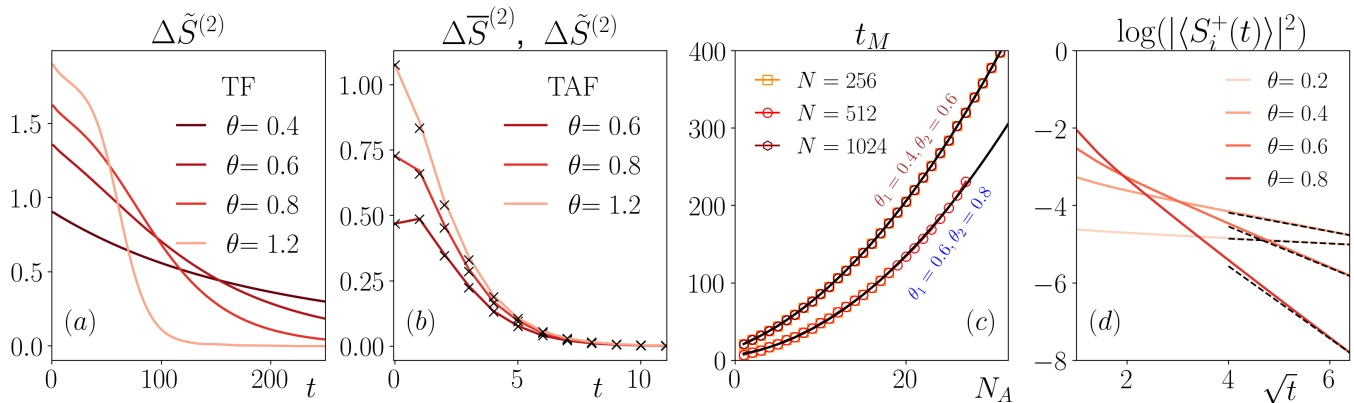 ΔS̃⁽²⁾
TF
θ= 0.4
θ= 0.6
θ= 0.8
θ= 1.2
1.5
1.0
0.5
0.0
(a)
0
100
200
t
ΔS̅⁽²⁾, ΔS̃⁽²⁾
TAF
θ= 0.6
θ= 0.8
θ= 1.2
1.00
0.75
0.50
0.25
0.00
(b)
0
5
10
t
t_M
N = 256
N = 512
N = 1024
θ₁ = 0.4, θ₂ = 0.6
θ₁ = 0.6, θ₂ = 0.8
400
300
200
100
0
(c)
0
20
N_A
log(|⟨S_i⁺(t)⟩|²)
θ= 0.2
θ= 0.4
θ= 0.6
θ= 0.8
0
−2
−4
−6
−8
(d)
2
4
6
√t